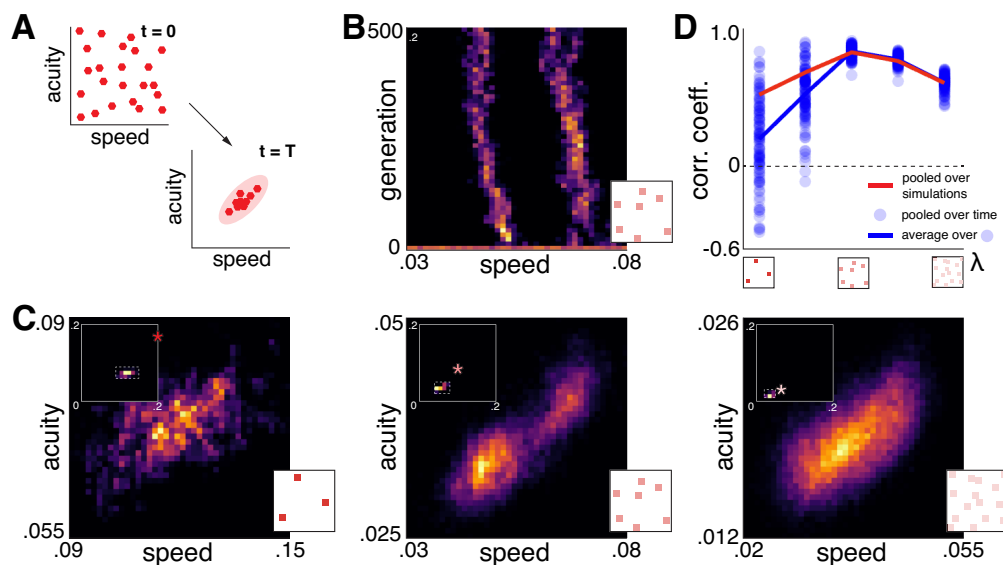 A
t = 0
acuity
speed
t = T
acuity
speed
B
500
.2
generation
0
.03
speed
.08
D
1.0
corr. coeff.
0
-0.6
pooled over
simulations
pooled over time
average over
λ
C
.09
.2
*
0
.2
acuity
.055
.09
speed
.15
.05
.2
*
0
.2
acuity
.025
.03
speed
.08
.026
.2
*
0
.2
acuity
.012
.02
speed
.055